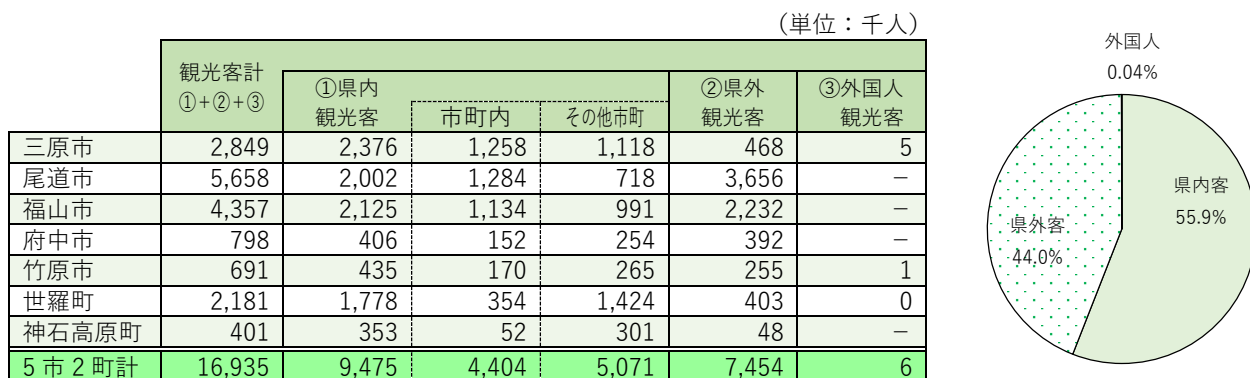 （単位：千人）
観光客計 ①+②+③ ①県内観光客 市町内 その他市町 ②県外観光客 ③外国人観光客
三原市 2,849 2,376 1,258 1,118 468 5
尾道市 5,658 2,002 1,284 718 3,656 －
福山市 4,357 2,125 1,134 991 2,232 －
府中市 798 406 152 254 392 －
竹原市 691 435 170 265 255 1
世羅町 2,181 1,778 354 1,424 403 0
神石高原町 401 353 52 301 48 －
5市2町計 16,935 9,475 4,404 5,071 7,454 6
外国人
0.04%
県内客
55.9%
県外客
44.0%